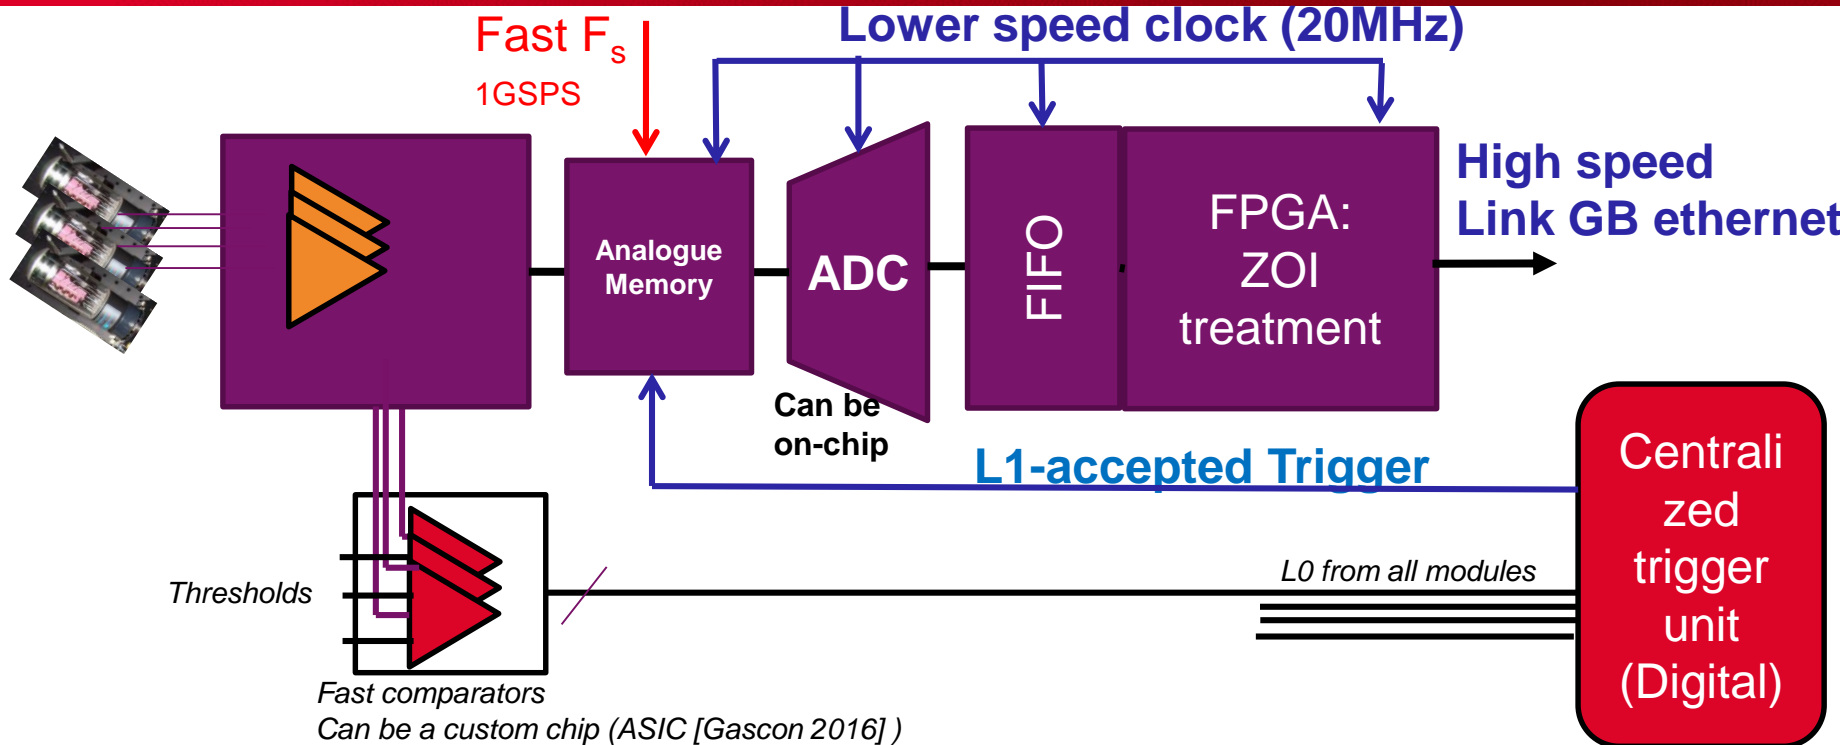 Lower speed clock (20MHz)
Fast Fs
1GSPS
High speed
Link GB ethernet
Analogue
Memory
ADC
FIFO
FPGA:
ZOI
treatment
Can be
on-chip
L1-accepted Trigger
Centrali
zed
trigger
unit
(Digital)
L0 from all modules
Thresholds
Fast comparators
Can be a custom chip (ASIC [Gascon 2016] )